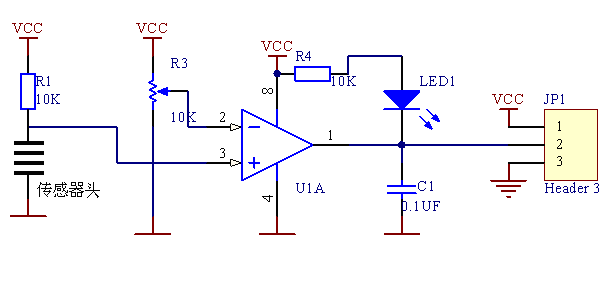 VCC
VCC
VCC
R1
10K
R3
10K
R4
10K
LED1
VCC
JP1
8
2
3
1
4
1
2
3
U1A
C1
0.1UF
传感器头
Header 3